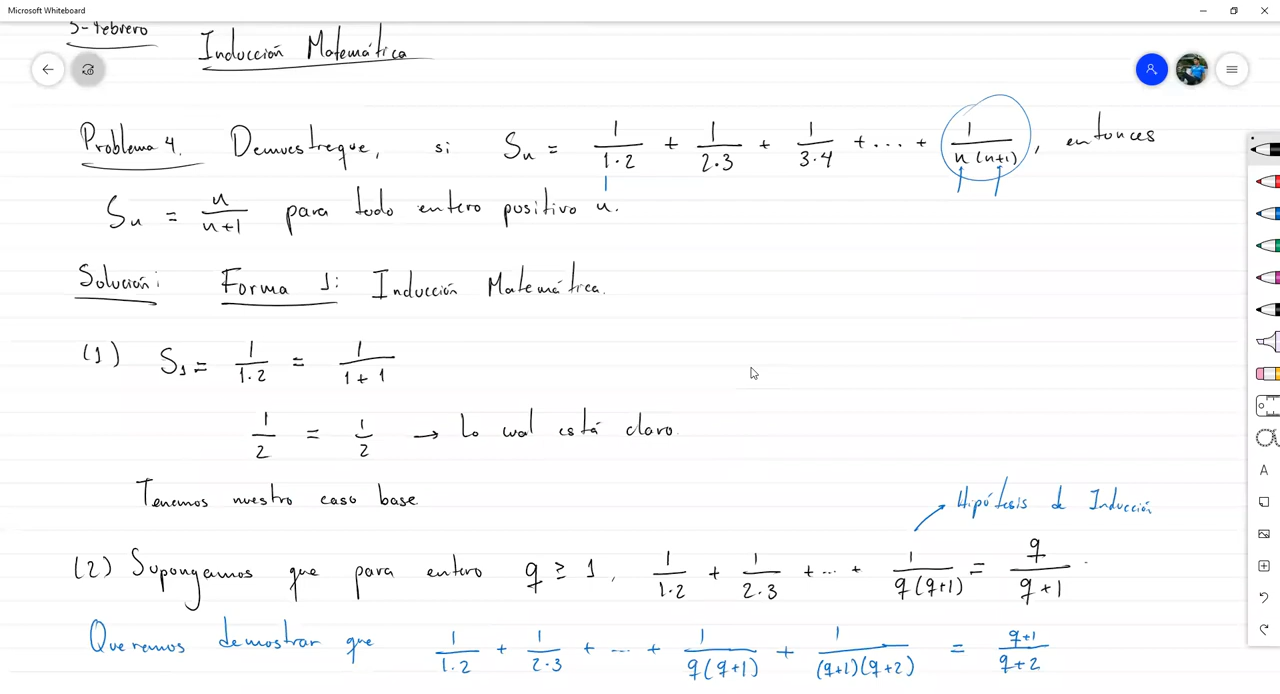 Microsoft Whiteboard
5-febrero
Inducción Matemática
Problema 4. Demuestre que, si Sn = 1/(1·2) + 1/(2·3) + 1/(3·4) + ... + 1/(n(n+1)), entonces
Sn = n/(n+1) para todo entero positivo n.
Solución: Forma 1: Inducción Matemática.
(1) S1 = 1/(1·2) = 1/(1+1)
1/2 = 1/2 → Lo cual está claro.
Tenemos nuestro caso base
Hipótesis de Inducción
(2) Supongamos que para entero q ≥ 1, 1/(1·2) + 1/(2·3) + ... + 1/(q(q+1)) = q/(q+1).
Queremos demostrar que 1/(1·2) + 1/(2·3) + ... + 1/(q(q+1)) + 1/((q+1)(q+2)) = (q+1)/(q+2)
A